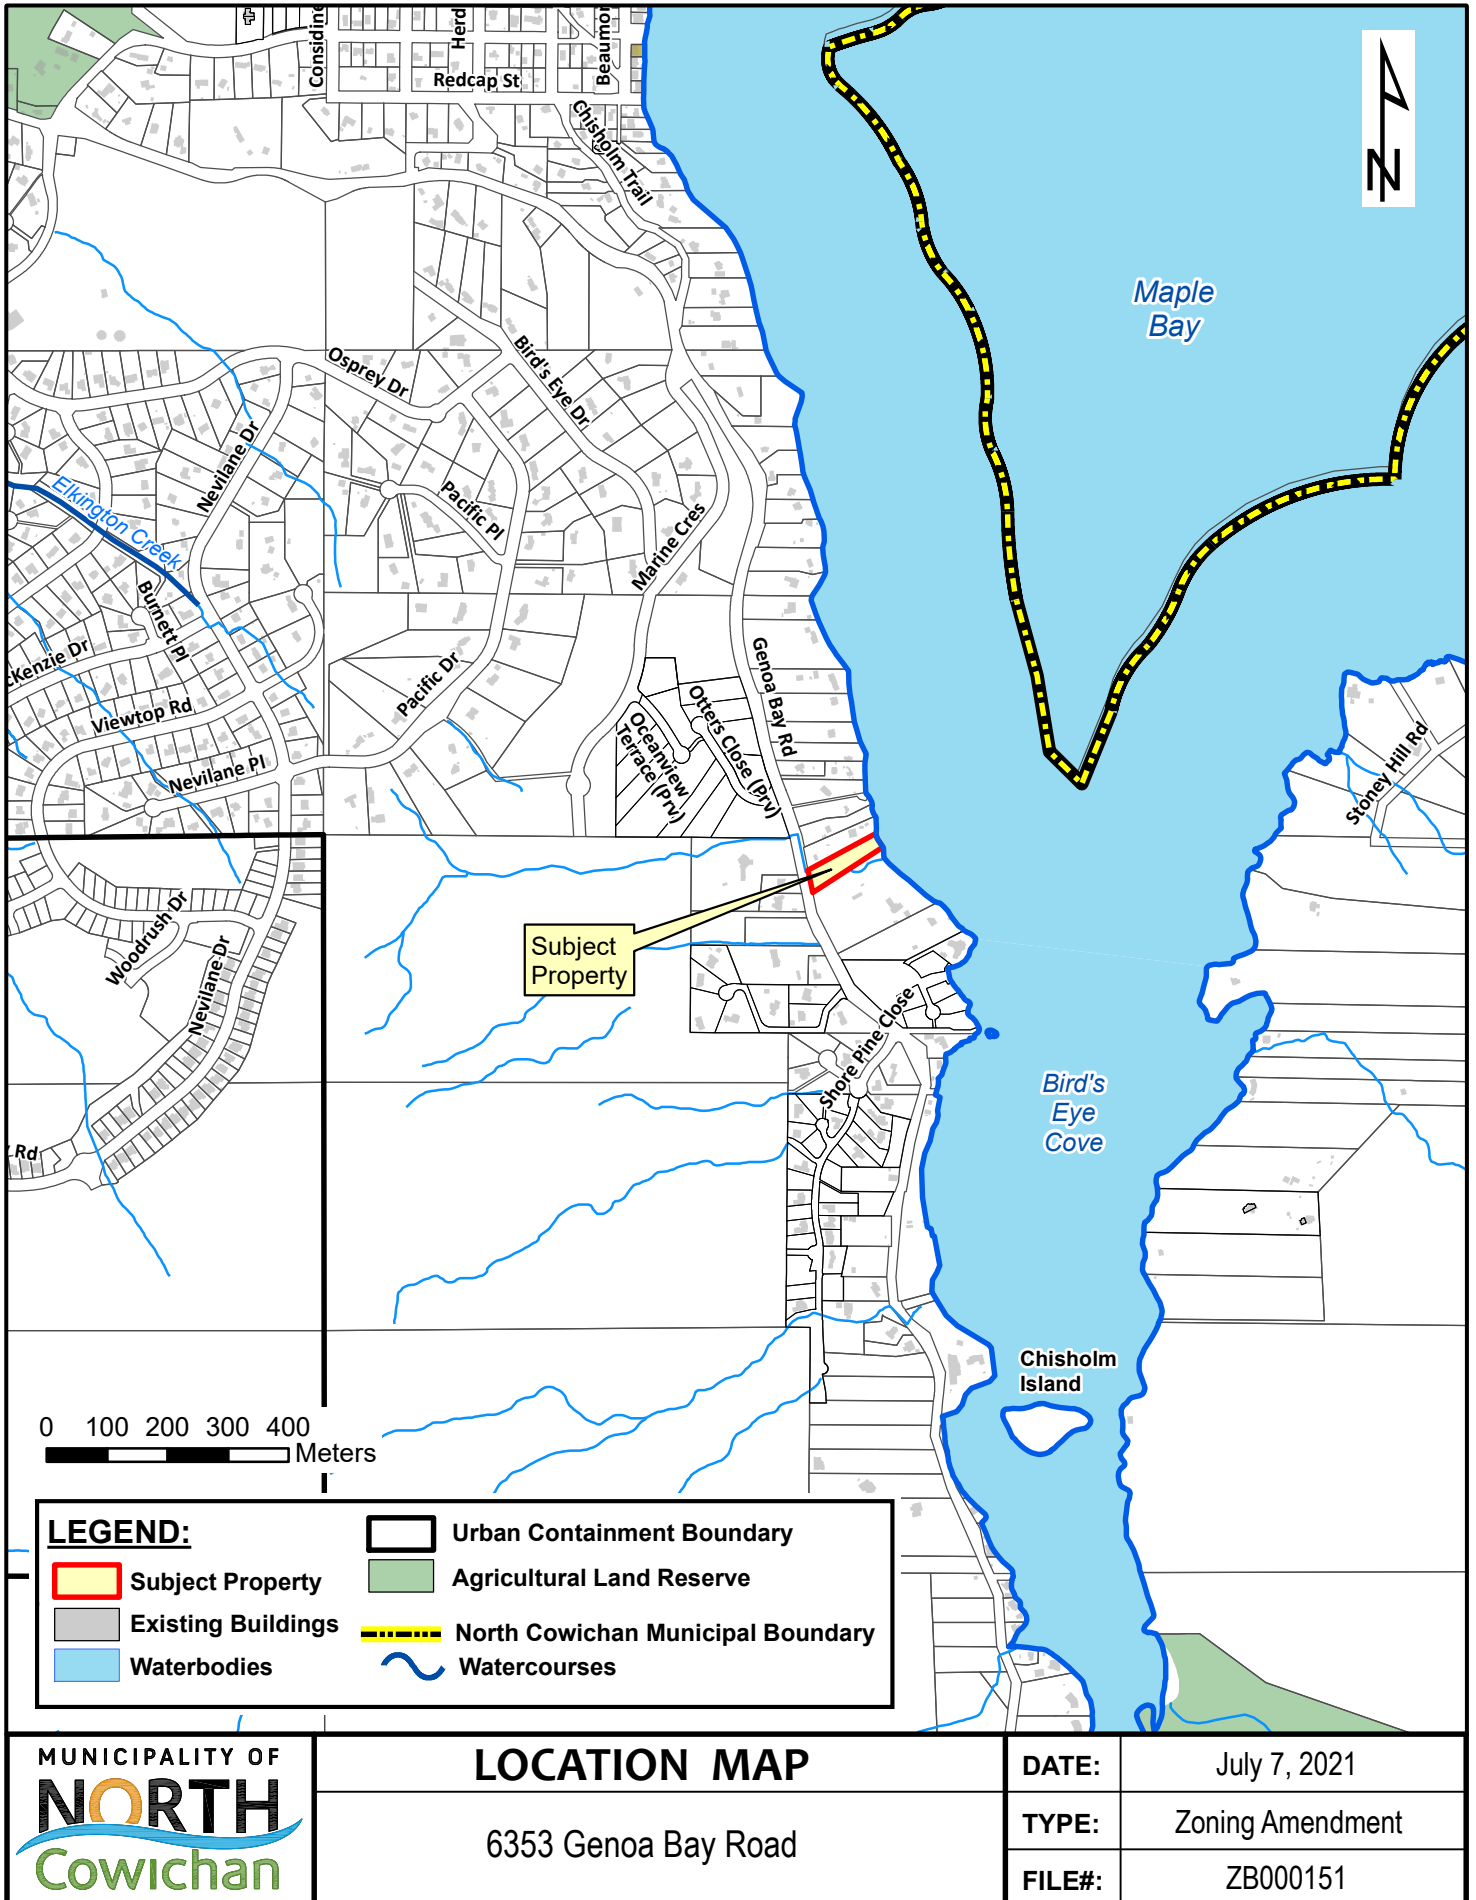 Considine
Herd
Beaumon
Redcap St
Chisholm Trail
N
Maple
Bay
Osprey Dr
Bird's Eye Dr
Nevilane Dr
Pacific Pl
Elkington Creek
Marine Cres
Burnett Pl
cKenzie Dr
Pacific Dr
Genoa Bay Rd
Otters Close (Prv)
Oceanview
Terrace (Prv)
Viewtop Rd
Nevilane Pl
Stoney Hill Rd
Woodrush Dr
Nevilane Dr
Subject
Property
Shore Pine Close
Bird's
Eye
Cove
Rd
Chisholm
Island
0 100 200 300 400
Meters
LEGEND:
Subject Property
Existing Buildings
Waterbodies
Urban Containment Boundary
Agricultural Land Reserve
North Cowichan Municipal Boundary
Watercourses
MUNICIPALITY OF
NORTH
Cowichan
LOCATION MAP
6353 Genoa Bay Road
DATE: July 7, 2021
TYPE: Zoning Amendment
FILE#: ZB000151